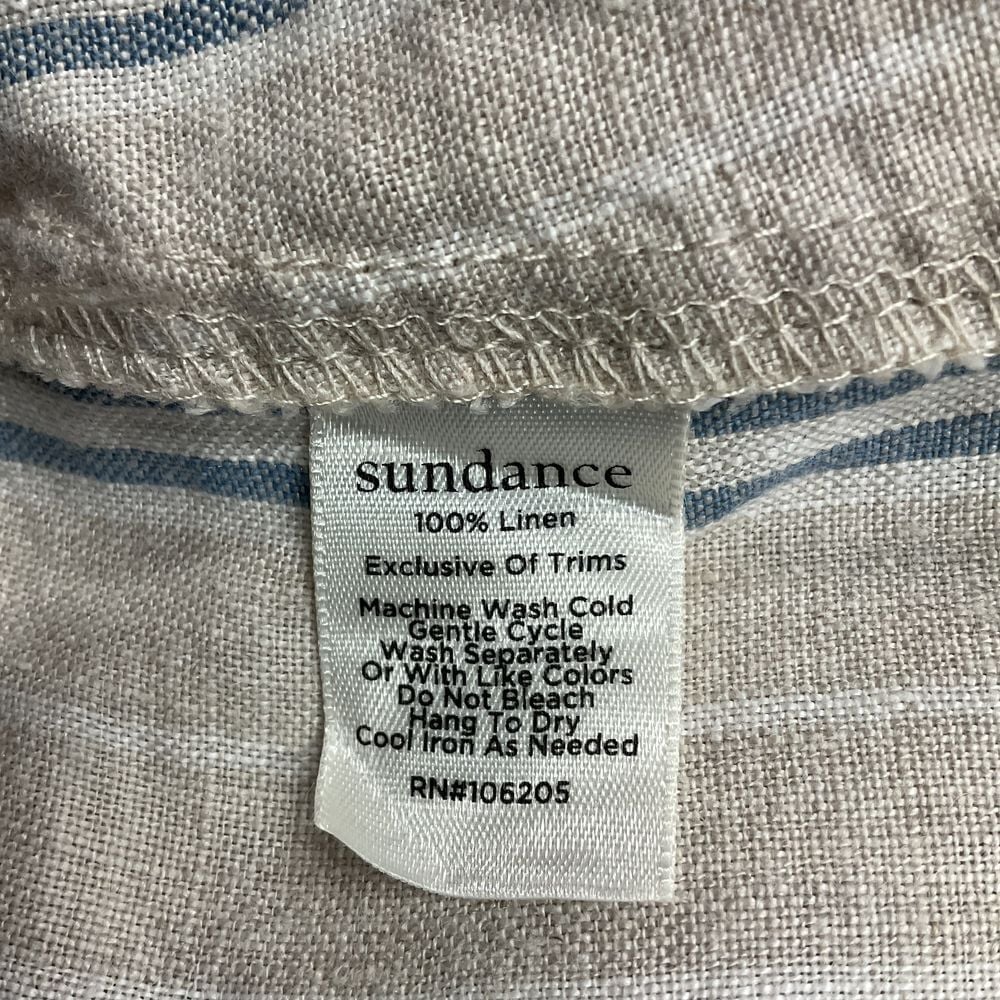 sundance
100% Linen
Exclusive Of Trims
Machine Wash Cold
Gentle Cycle
Wash Separately
Or With Like Colors
Do Not Bleach
Hang To Dry
Cool Iron As Needed
RN#106205